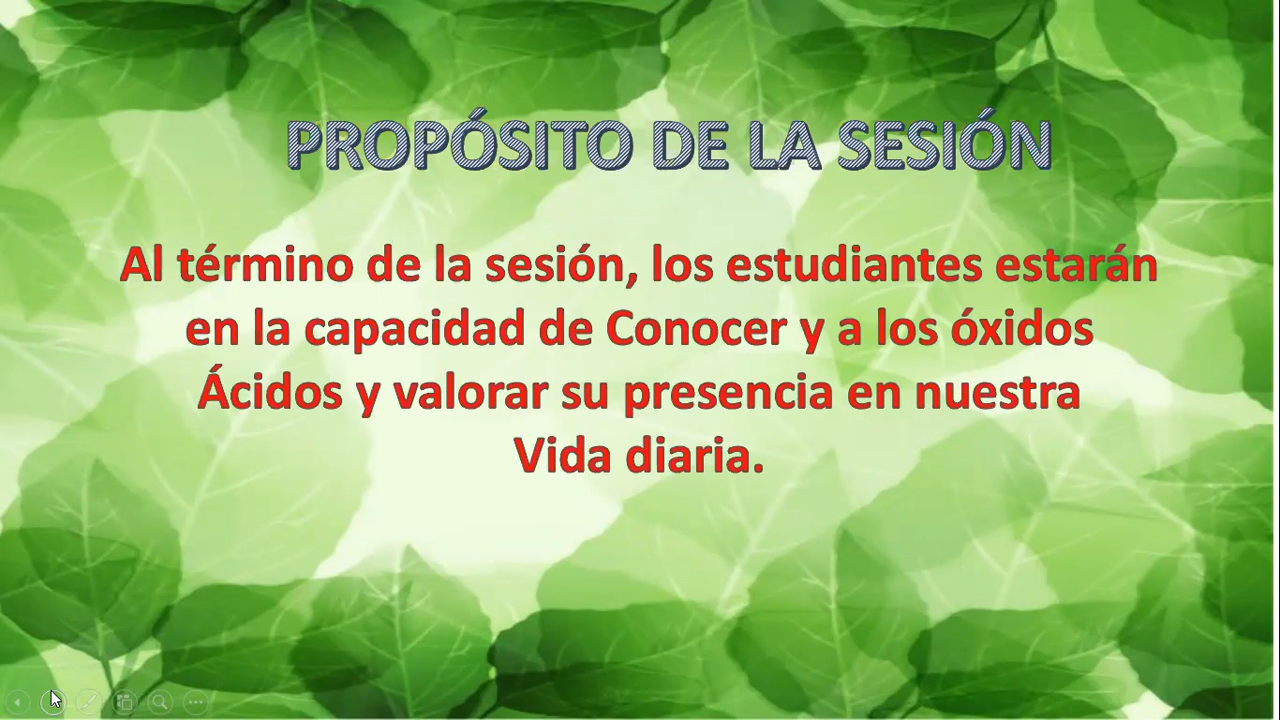 PROPÓSITO DE LA SESIÓN
Al término de la sesión, los estudiantes estarán
en la capacidad de Conocer y a los óxidos
Ácidos y valorar su presencia en nuestra
Vida diaria.